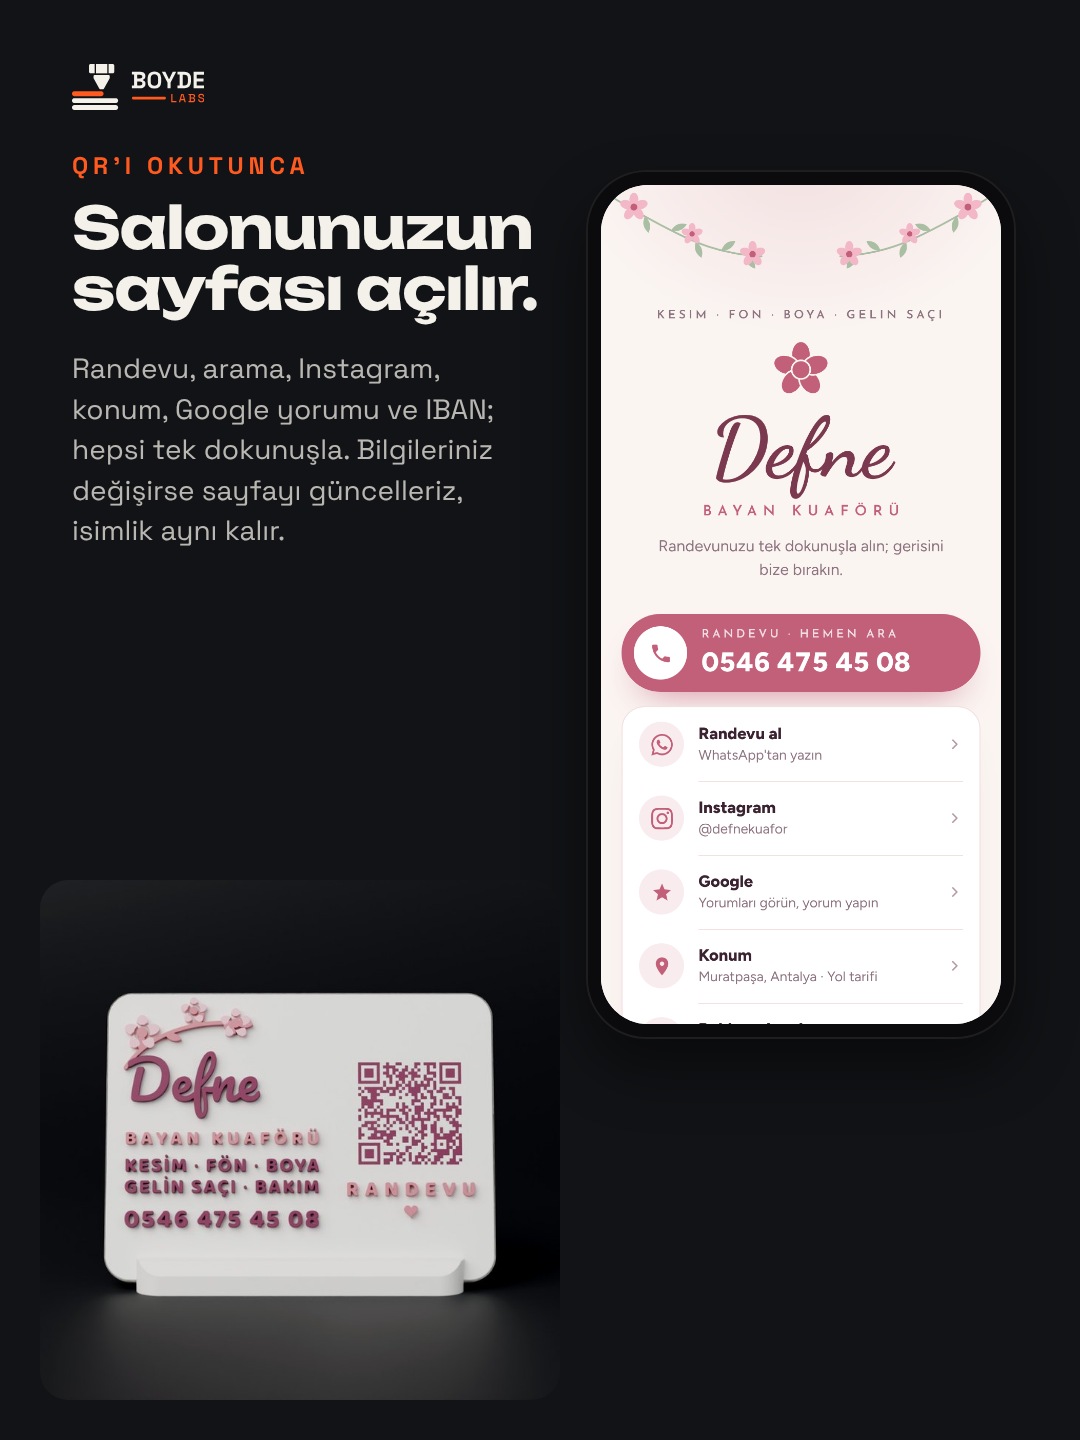 BOYDE
LABS
QR'I OKUTUNCA
Salonunuzun
sayfası açılır.
Randevu, arama, Instagram,
konum, Google yorumu ve IBAN;
hepsi tek dokunuşla. Bilgileriniz
değişirse sayfayı güncelleriz,
isimlik aynı kalır.
KESIM · FON · BOYA · GELIN SAÇI
Defne
BAYAN KUAFÖRÜ
Randevunuzu tek dokunuşla alın; gerisini
bize bırakın.
RANDEVU · HEMEN ARA
0546 475 45 08
Randevu al
WhatsApp'tan yazın
Instagram
@defnekuafor
Google
Yorumları görün, yorum yapın
Konum
Muratpaşa, Antalya · Yol tarifi
Defne
BAYAN KUAFÖRÜ
KESİM · FÖN · BOYA
GELİN SAÇI · BAKIM
0546 475 45 08
RANDEVU